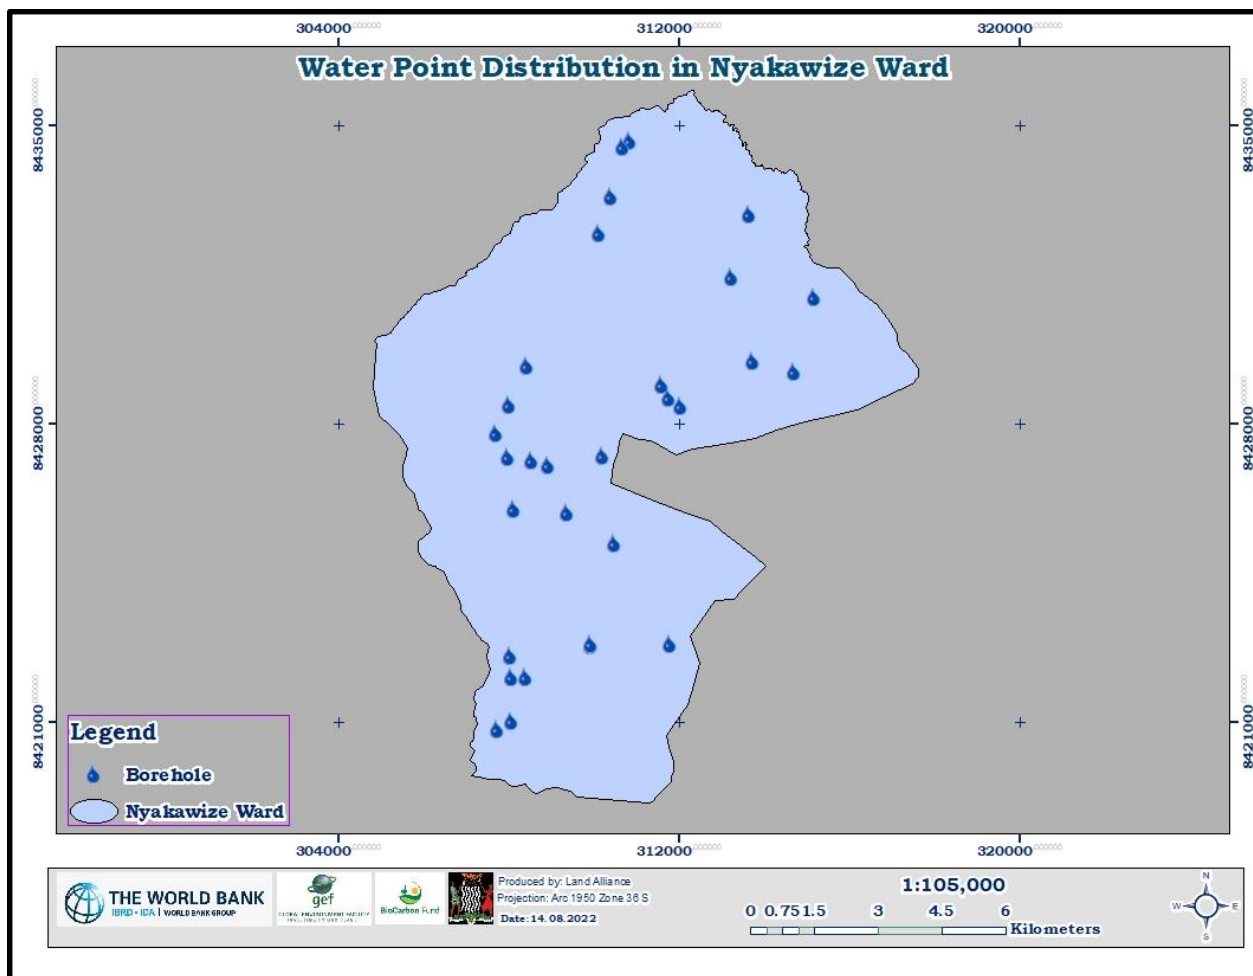 304000 312000 320000
Water Point Distribution in Nyakawize Ward
8435000 8435000
8428000 8428000
8421000 8421000
Legend
Borehole
Nyakawize Ward
304000 312000 320000
THE WORLD BANK
IBRD • IDA | WORLD BANK GROUP
gef
GLOBAL ENVIRONMENT FACILITY
BioCarbon Fund
Produced by: Land Alliance
Projection: Arc 1950 Zone 36 S
Date: 14.08.2022
1:105,000
0 0.75 1.5 3 4.5 6
Kilometers
N
W E
S